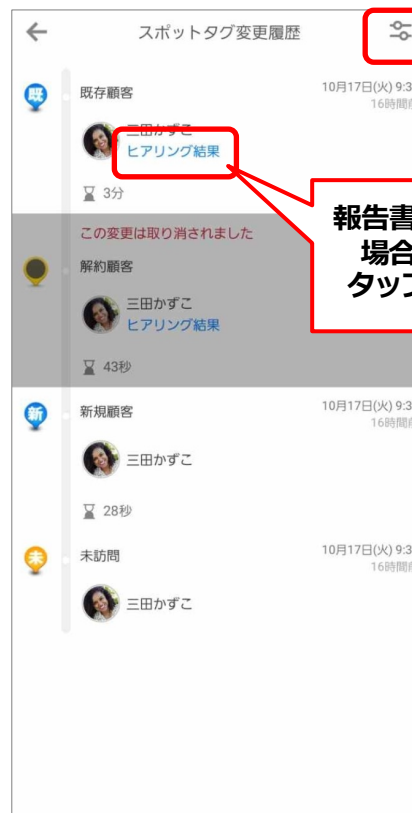 スポットタグ変更履歴
既
既存顧客
10月17日(火) 9:3
16時間
三田かずこ
ヒアリング結果
3分
報告書
場合
タップ
この変更は取り消されました
解約顧客
三田かずこ
ヒアリング結果
43秒
新
新規顧客
10月17日(火) 9:3
16時間
三田かずこ
28秒
未
未訪問
10月17日(火) 9:3
16時間
三田かずこ